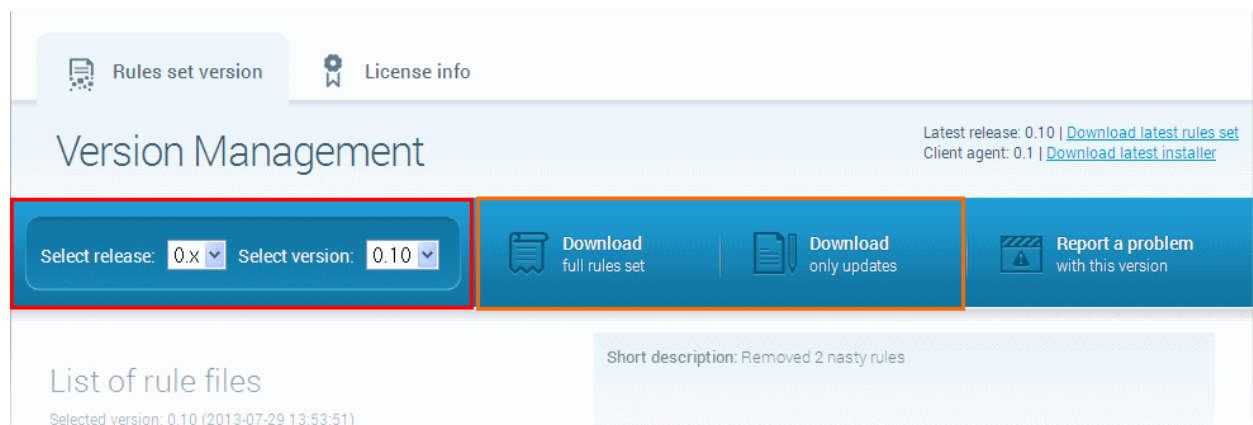 Rules set version
License info
Version Management
Latest release: 0.10 | Download latest rules set
Client agent: 0.1 | Download latest installer
Select release: 0.x Select version: 0.10
Download
full rules set
Download
only updates
Report a problem
with this version
List of rule files
Selected version: 0.10 (2013-07-29 13:53:51)
Short description: Removed 2 nasty rules